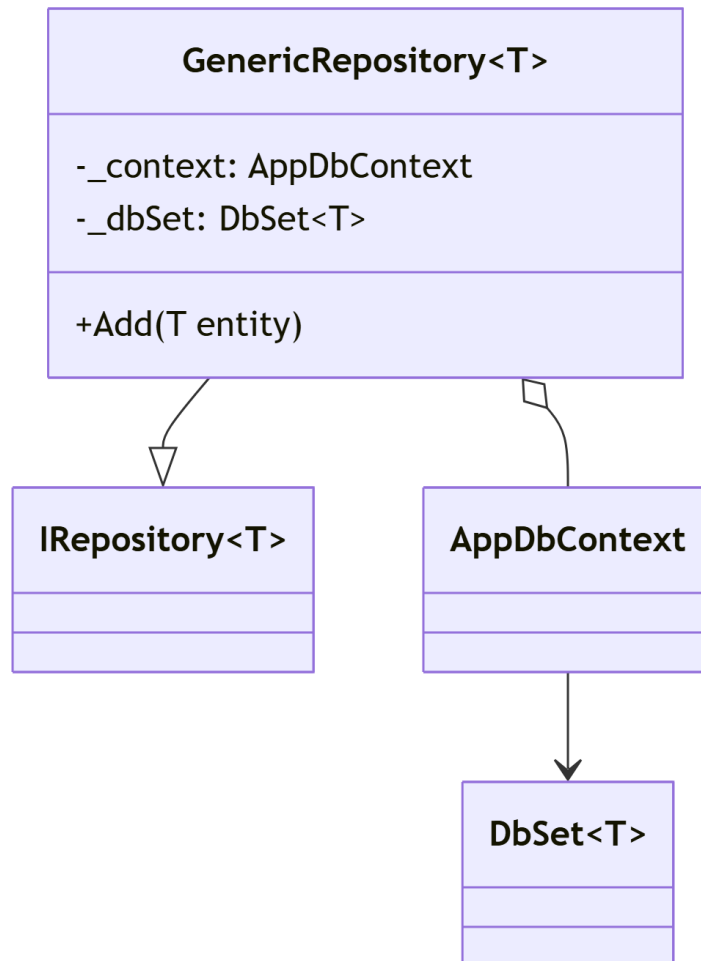 GenericRepository<T>
-_context: AppDbContext
-_dbSet: DbSet<T>
+Add(T entity)
IRepository<T>
AppDbContext
DbSet<T>